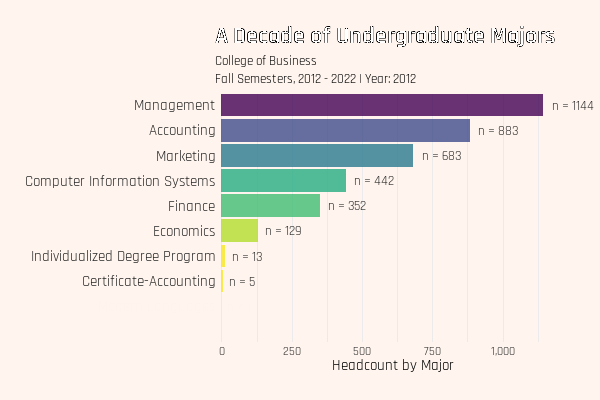 A Decade of Undergraduate Majors
College of Business
Fall Semesters, 2012 - 2022 | Year: 2012
Management n = 1144
Accounting n = 883
Marketing n = 683
Computer Information Systems n = 442
Finance n = 352
Economics n = 129
Individualized Degree Program n = 13
Certificate-Accounting n = 5
0 250 500 750 1,000
Headcount by Major